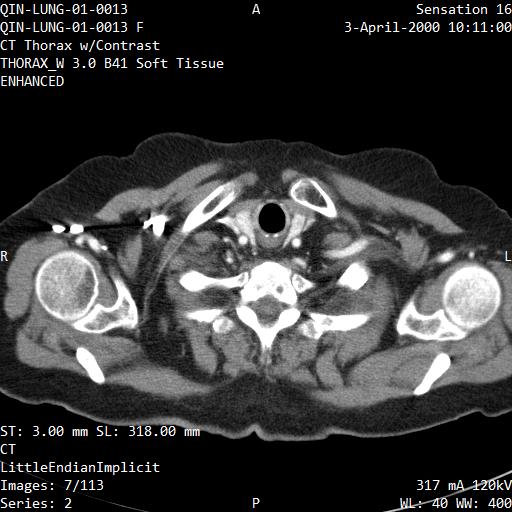 QIN-LUNG-01-0013
QIN-LUNG-01-0013 F
CT Thorax w/Contrast
THORAX_W 3.0 B41 Soft Tissue
ENHANCED
A
Sensation 16
3-April-2000 10:11:00
R
L
ST: 3.00 mm SL: 318.00 mm
CT
LittleEndianImplicit
Images: 7/113
Series: 2
P
317 mA 120kV
WL: 40 WW: 400